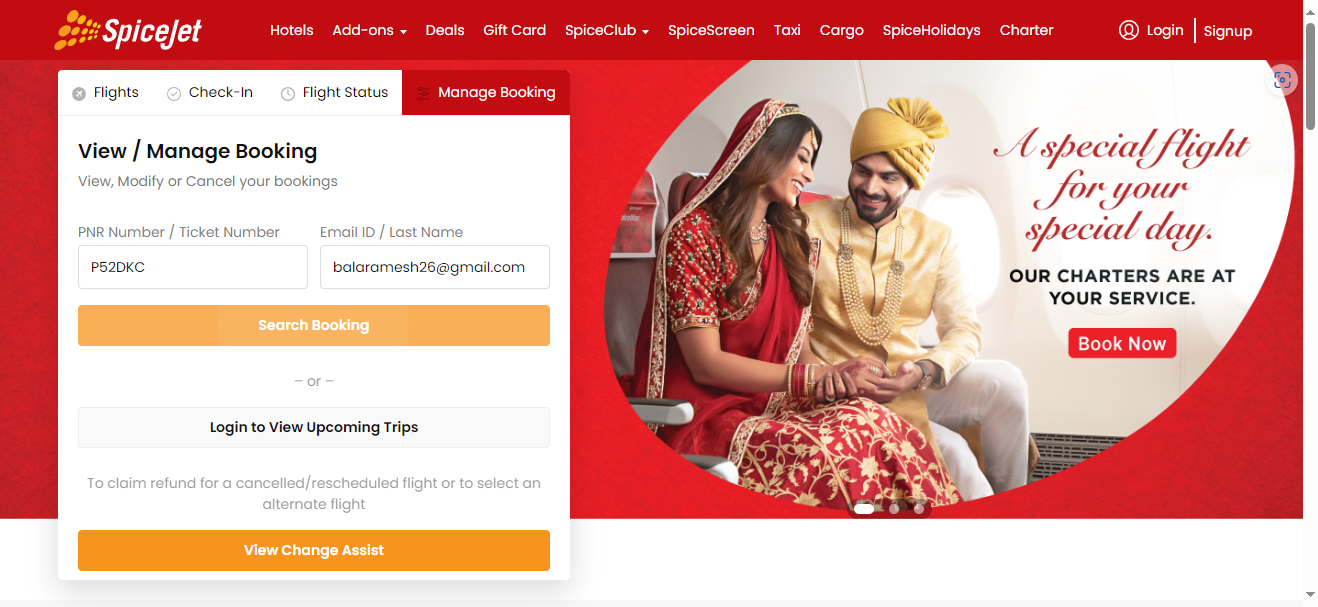 SpiceJet
Hotels Add-ons Deals Gift Card SpiceClub SpiceScreen Taxi Cargo SpiceHolidays Charter Login Signup
Flights Check-In Flight Status Manage Booking
View / Manage Booking
View, Modify or Cancel your bookings
PNR Number / Ticket Number Email ID / Last Name
P52DKC balaramesh26@gmail.com
Search Booking
– or –
Login to View Upcoming Trips
To claim refund for a cancelled/rescheduled flight or to select an
alternate flight
View Change Assist
A special flight
for your
special day.
OUR CHARTERS ARE AT
YOUR SERVICE.
Book Now